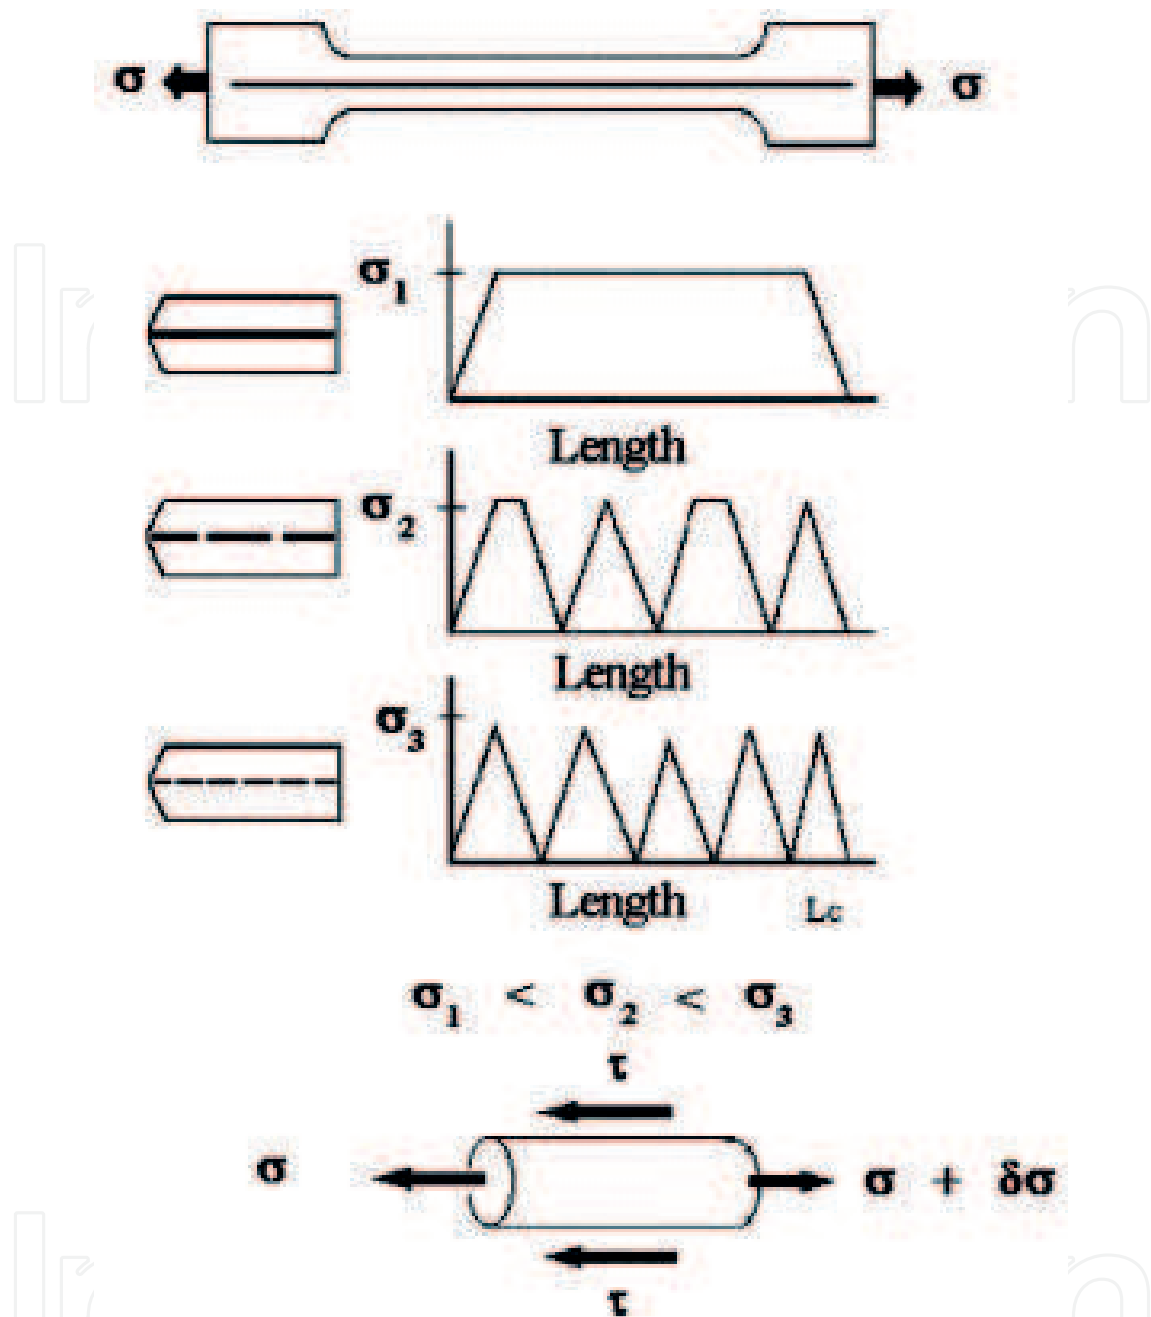 σ σ
σ1
Length
σ2
Length
σ3
Length Lc
σ1 < σ2 < σ3
τ
σ σ + δσ
τ